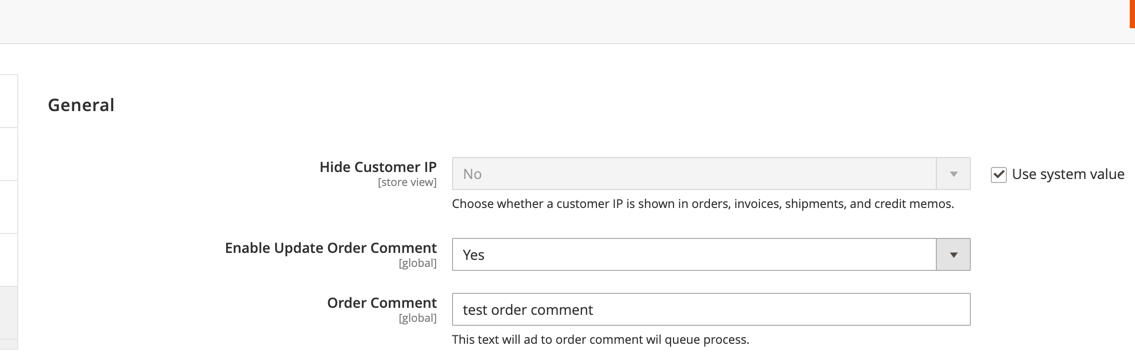 General
Hide Customer IP
[store view]
No
Use system value
Choose whether a customer IP is shown in orders, invoices, shipments, and credit memos.
Enable Update Order Comment
[global]
Yes
Order Comment
[global]
test order comment
This text will ad to order comment wil queue process.